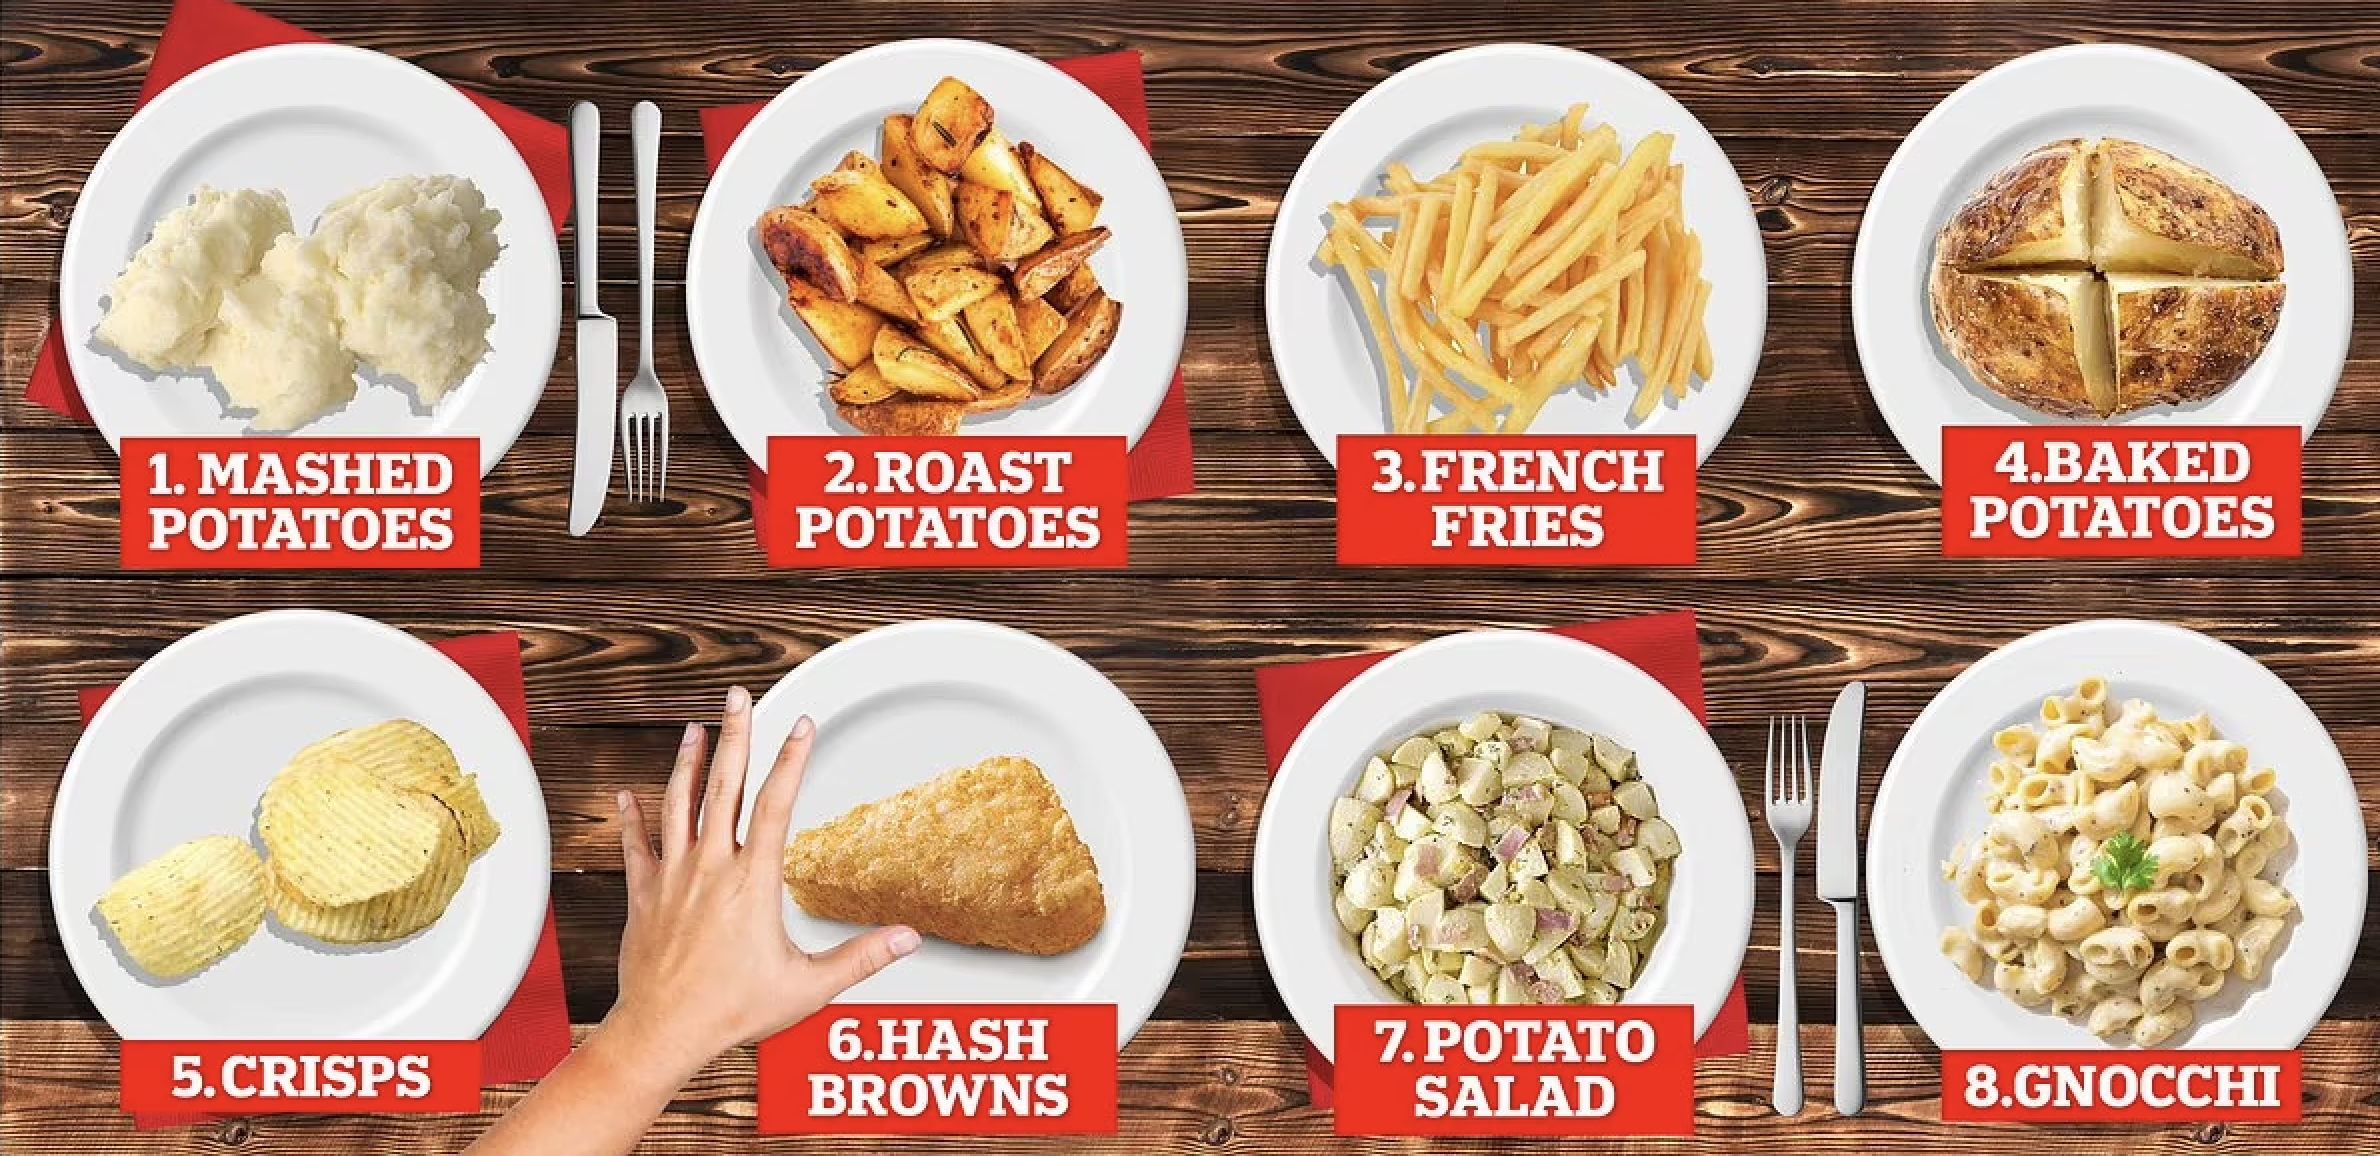 1. MASHED
POTATOES
2.ROAST
POTATOES
3.FRENCH
FRIES
4.BAKED
POTATOES
5.CRISPS
6.HASH
BROWNS
7.POTATO
SALAD
8.GNOCCHI